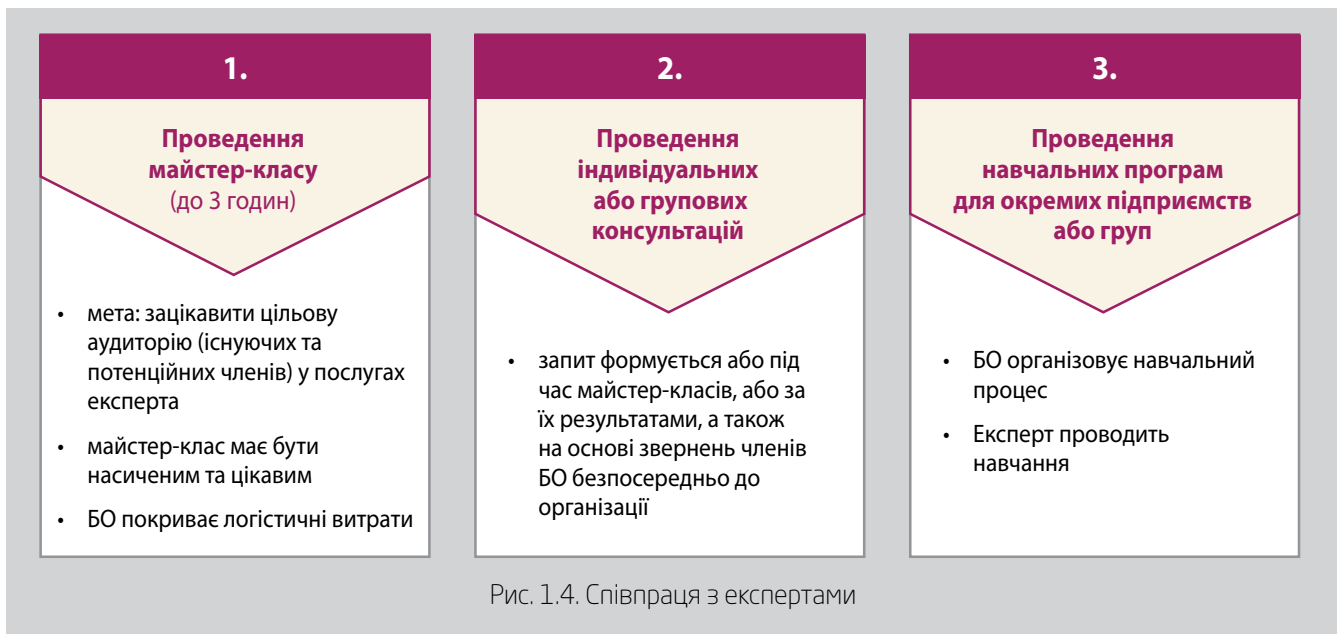 1.
Проведення
майстер-класу
(до 3 годин)
• мета: зацікавити цільову
аудиторію (існуючих та
потенційних членів) у послугах
експерта
• майстер-клас має бути
насиченим та цікавим
• БО покриває логістичні витрати
2.
Проведення
індивідуальних
або групових
консультацій
• запит формується або під
час майстер-класів, або за
їх результатами, а також
на основі звернень членів
БО безпосередньо до
організації
3.
Проведення
навчальних програм
для окремих підприємств
або груп
• БО організовує навчальний
процес
• Експерт проводить
навчання
Рис. 1.4. Співпраця з експертами